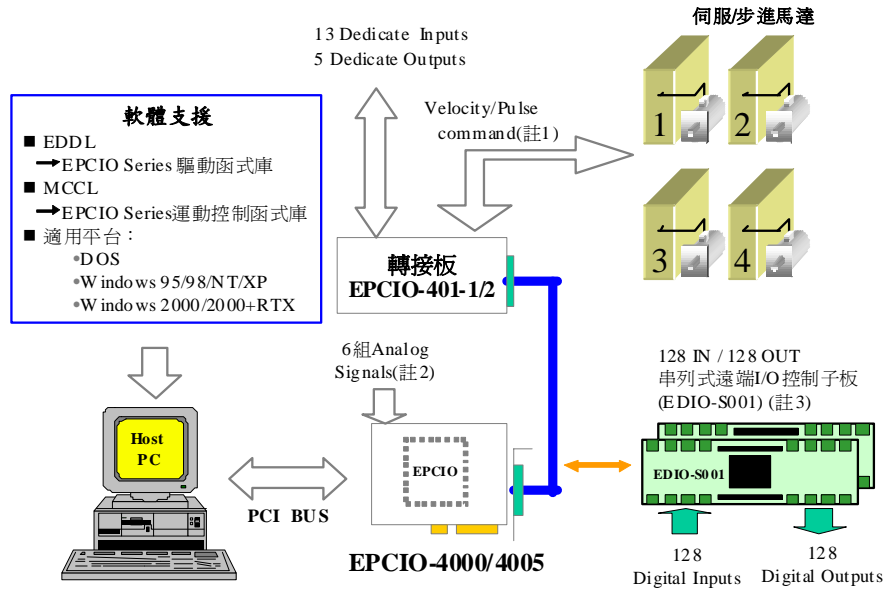 伺服/步進馬達
13 Dedicate Inputs
5 Dedicate Outputs
軟體支援
■ EDDL
→EPCIO Series 驅動函式庫
■ MCCL
→EPCIO Series運動控制函式庫
■ 適用平台：
•DOS
•Windows 95/98/NT/XP
•Windows 2000/2000+RTX
Velocity/Pulse
command(註1)
1
2
3
4
轉接板
EPCIO-401-1/2
6組Analog
Signals(註2)
128 IN / 128 OUT
串列式遠端I/O控制子板
(EDIO-S001) (註3)
Host
PC
PCI BUS
EPCIO
EPCIO-4000/4005
EDIO-S001
128
Digital Inputs
128
Digital Outputs